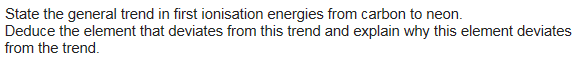 State the general trend in first ionisation energies from carbon to neon.
Deduce the element that deviates from this trend and explain why this element deviates
from the trend.